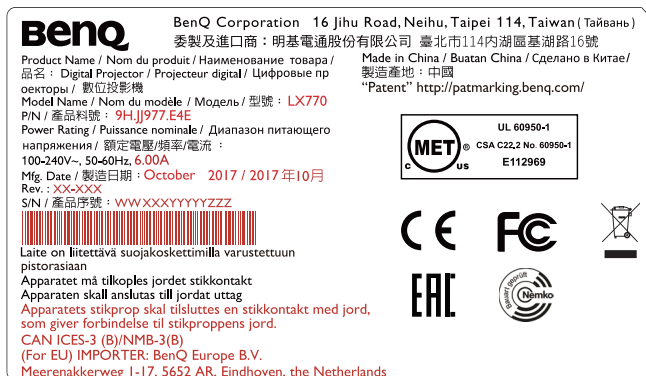 BenQ
BenQ Corporation 16 Jihu Road, Neihu, Taipei 114, Taiwan ( Тайвань )
委製及進口商：明基電通股份有限公司 臺北市114內湖區基湖路16號
Product Name / Nom du produit / Наименование товара /
品名： Digital Projector / Projecteur digital / Цифровые пр
оекторы / 數位投影機
Model Name / Nom du modèle / Модель / 型號： LX770
P/N / 產品料號： 9H.JJ977.E4E
Power Rating / Puissance nominale / Диапазон питающего
напряжения / 額定電壓/頻率/電流：
100-240V~, 50-60Hz, 6.00A
Mfg. Date / 製造日期：October 2017 / 2017年10月
Rev. : XX-XXX
S/N / 產品序號： WWXXXYYYYYZZZ
Made in China / Buatan China / Сделано в Китае/
製造產地：中國
“Patent” http://patmarking.benq.com/
MET
®
C US
UL 60950-1
CSA C22.2 No. 60950-1
E112969
CE FC
EAC
Bauart geprüft
Nemko
Laite on liitettävä suojakoskettimilla varustettuun
pistorasiaan
Apparatet må tilkoples jordet stikkontakt
Apparaten skall anslutas till jordat uttag
Apparatets stikprop skal tilsluttes en stikkontakt med jord,
som giver forbindelse til stikproppens jord.
CAN ICES-3 (B)/NMB-3(B)
(For EU) IMPORTER: BenQ Europe B.V.
Meerenakkerweg 1-17, 5652 AR, Eindhoven, the Netherlands